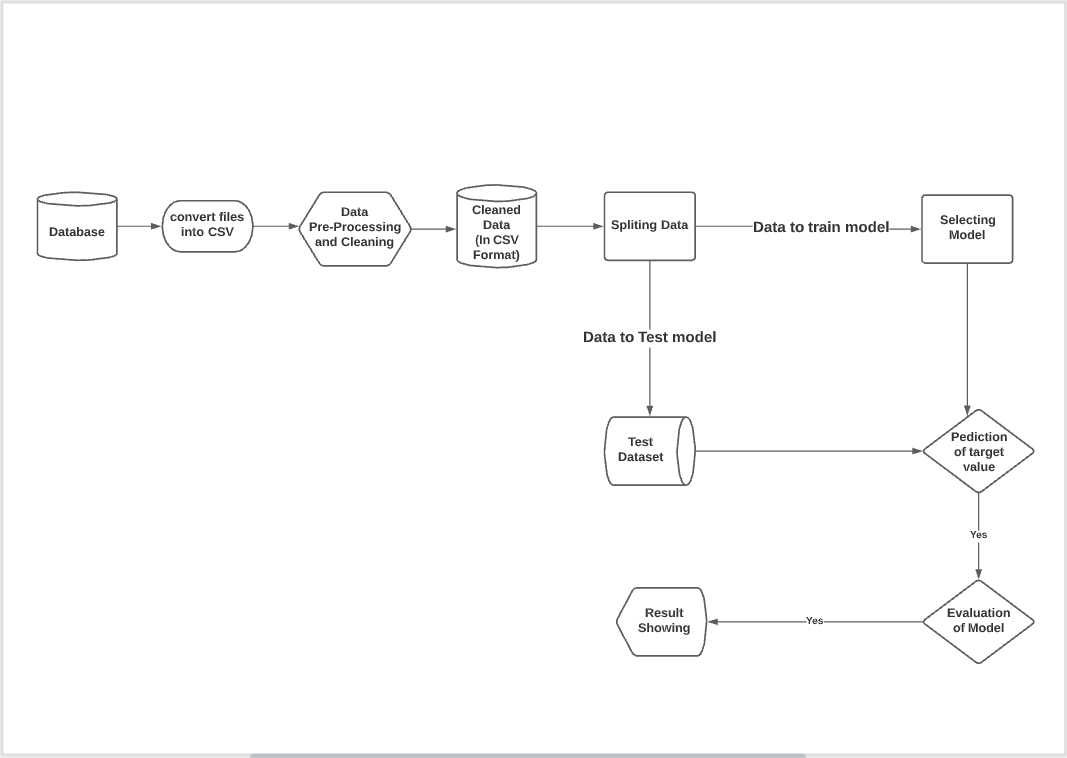 Database
convert files
into CSV
Data
Pre-Processing
and Cleaning
Cleaned
Data
(In CSV
Format)
Spliting Data
Data to train model
Selecting
Model
Data to Test model
Test
Dataset
Pediction
of target
value
Yes
Evaluation
of Model
Yes
Result
Showing